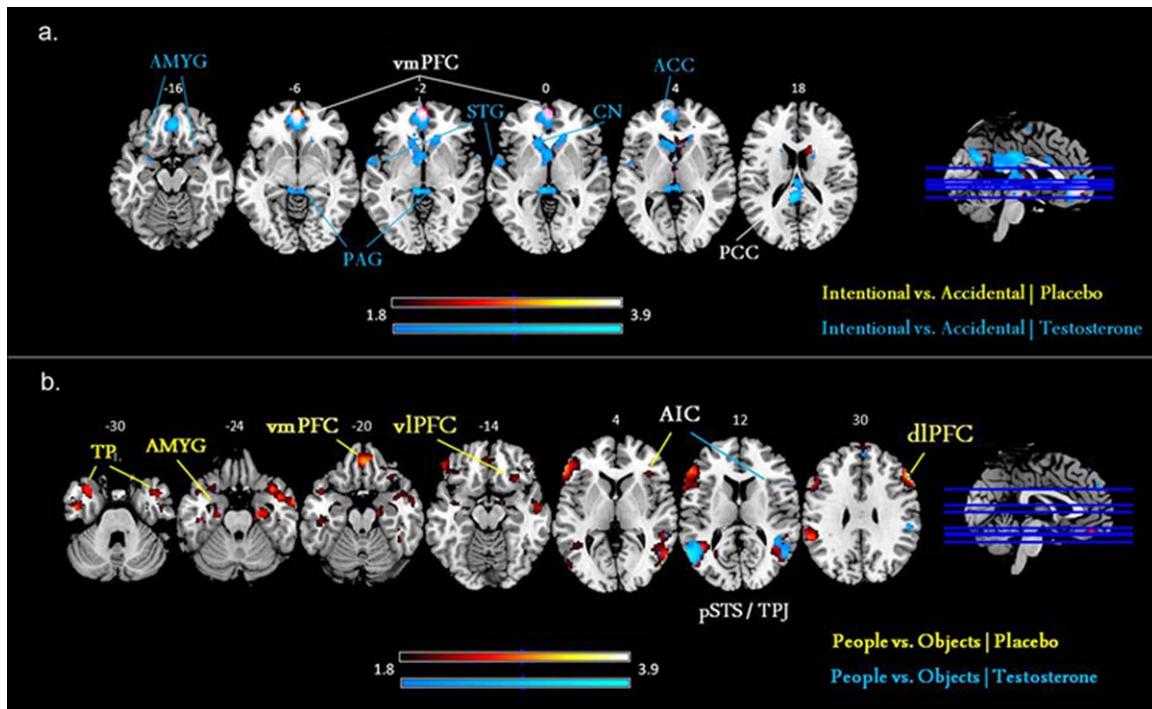 a.
AMYG
vmPFC
ACC
-16
-6
-2
0
4
18
STG
CN
PAG
PCC
1.8
3.9
Intentional vs. Accidental | Placebo
Intentional vs. Accidental | Testosterone
b.
-30
-24
-20
-14
4
12
30
TP
AMYG
vmPFC
vlPFC
AIC
dlPFC
pSTS / TPJ
1.8
3.9
People vs. Objects | Placebo
People vs. Objects | Testosterone